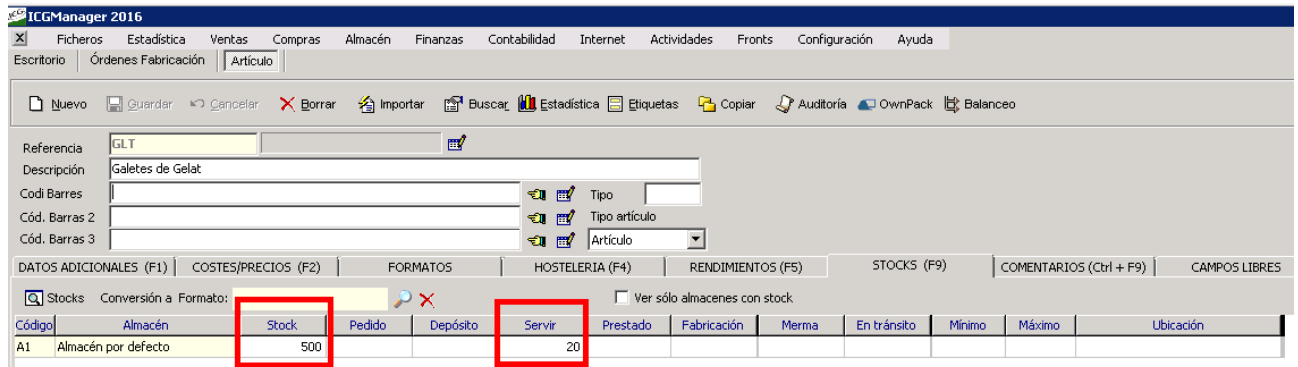 ICGManager 2016
X Ficheros Estadística Ventas Compras Almacén Finanzas Contabilidad Internet Actividades Fronts Configuración Ayuda
Escritorio Órdenes Fabricación Artículo
Nuevo Guardar Cancelar Borrar Importar Buscar Estadística Etiquetas Copiar Auditoría OwnPack Balanceo
Referencia GLT
Descripción Galetes de Gelat
Codi Barres Tipo
Cód. Barras 2 Tipo artículo
Cód. Barras 3 Artículo
DATOS ADICIONALES (F1) COSTES/PRECIOS (F2) FORMATOS HOSTELERIA (F4) RENDIMIENTOS (F5) STOCKS (F9) COMENTARIOS (Ctrl + F9) CAMPOS LIBRES
Stocks Conversión a Formato: Ver sólo almacenes con stock
Código Almacén Stock Pedido Depósito Servir Prestado Fabricación Merma En tránsito Mínimo Máximo Ubicación
A1 Almacén por defecto 500 20